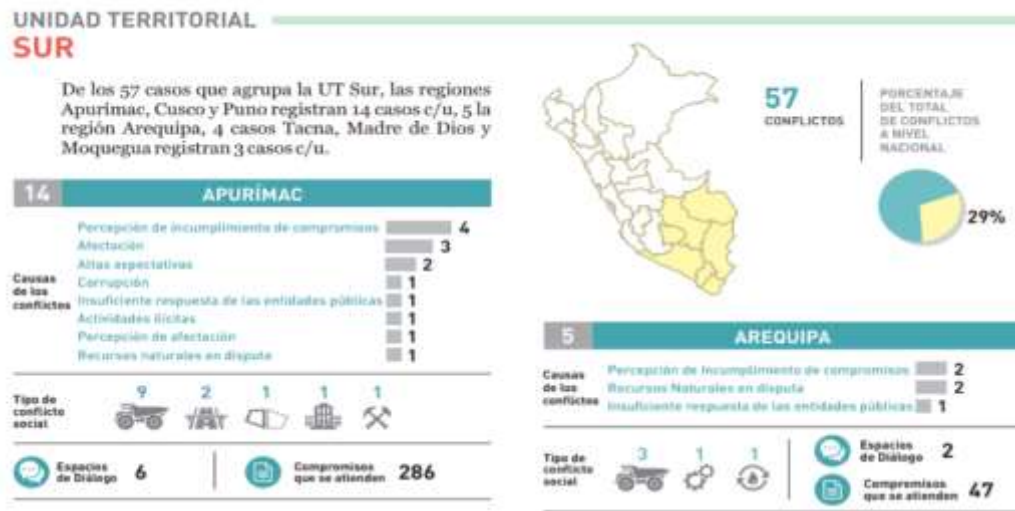 UNIDAD TERRITORIAL
SUR
De los 57 casos que agrupa la UT Sur, las regiones
Apurimac, Cusco y Puno registran 14 casos c/u, 5 la
región Arequipa, 4 casos Tacna, Madre de Dios y
Moquegua registran 3 casos c/u.
57
CONFLICTOS
PORCENTAJE
DEL TOTAL
DE CONFLICTOS
A NIVEL
NACIONAL
29%
14 APURÍMAC
Causas
de los
conflictos
Percepción de incumplimiento de compromisos 4
Afectación 3
Altas expectativas 2
Corrupción 1
Insuficiente respuesta de las entidades públicas 1
Actividades ilícitas 1
Percepción de afectación 1
Recursos naturales en disputa 1
Tipo de
conflicto
social
9 2 1 1 1
Espacios
de Diálogo 6
Compromisos
que se atienden 286
5 AREQUIPA
Causas
de los
conflictos
Percepción de Incumplimiento de compromisos 2
Recursos Naturales en disputa 2
Insuficiente respuesta de las entidades públicas 1
Tipo de
conflicto
social
3 1 1
Espacios
de Diálogo 2
Compromisos
que se atienden 47